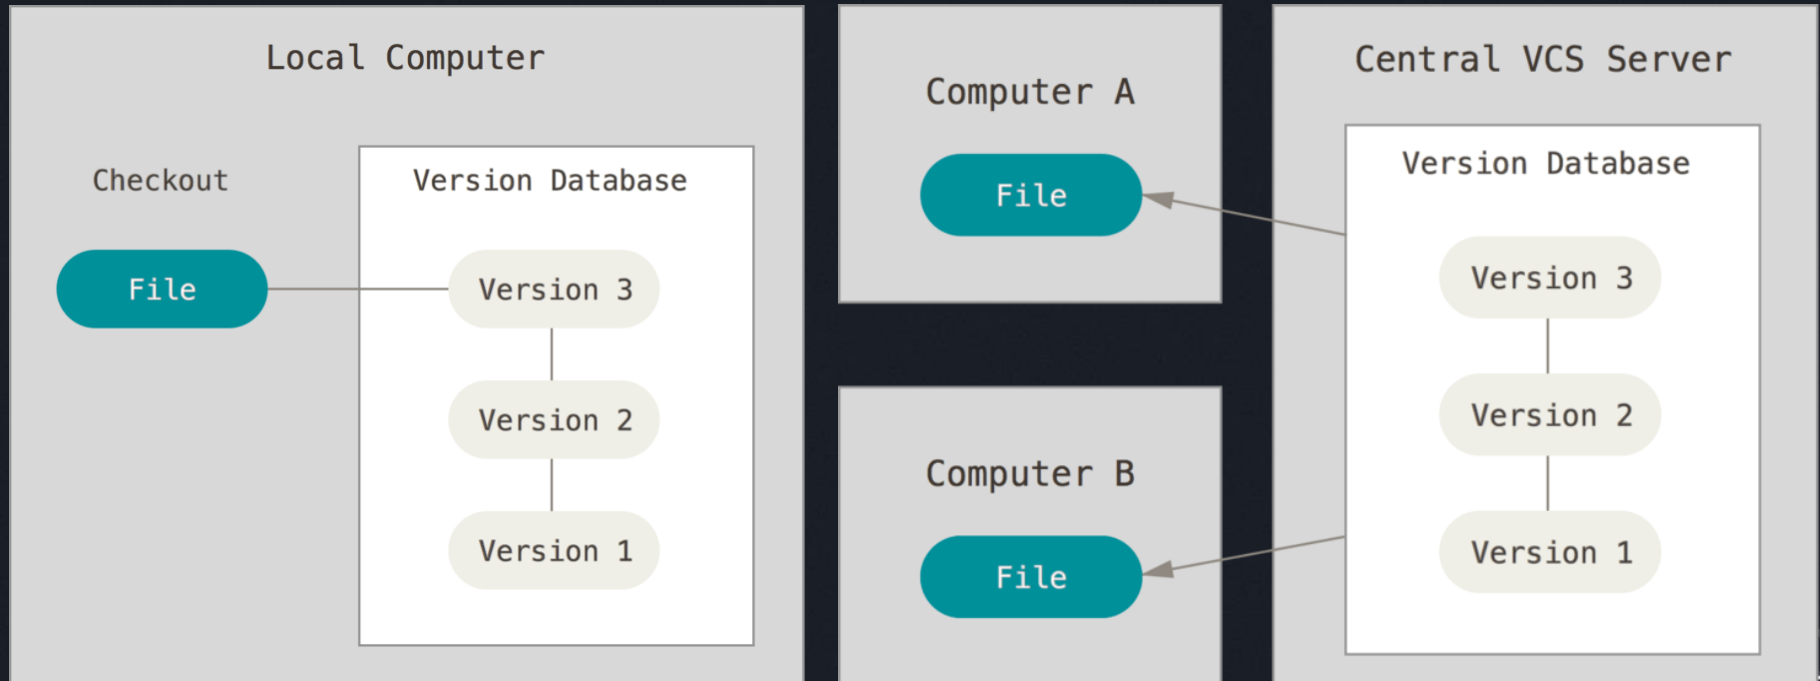 Local Computer
Checkout
Version Database
File
Version 3
Version 2
Version 1
Computer A
File
Computer B
File
Central VCS Server
Version Database
Version 3
Version 2
Version 1